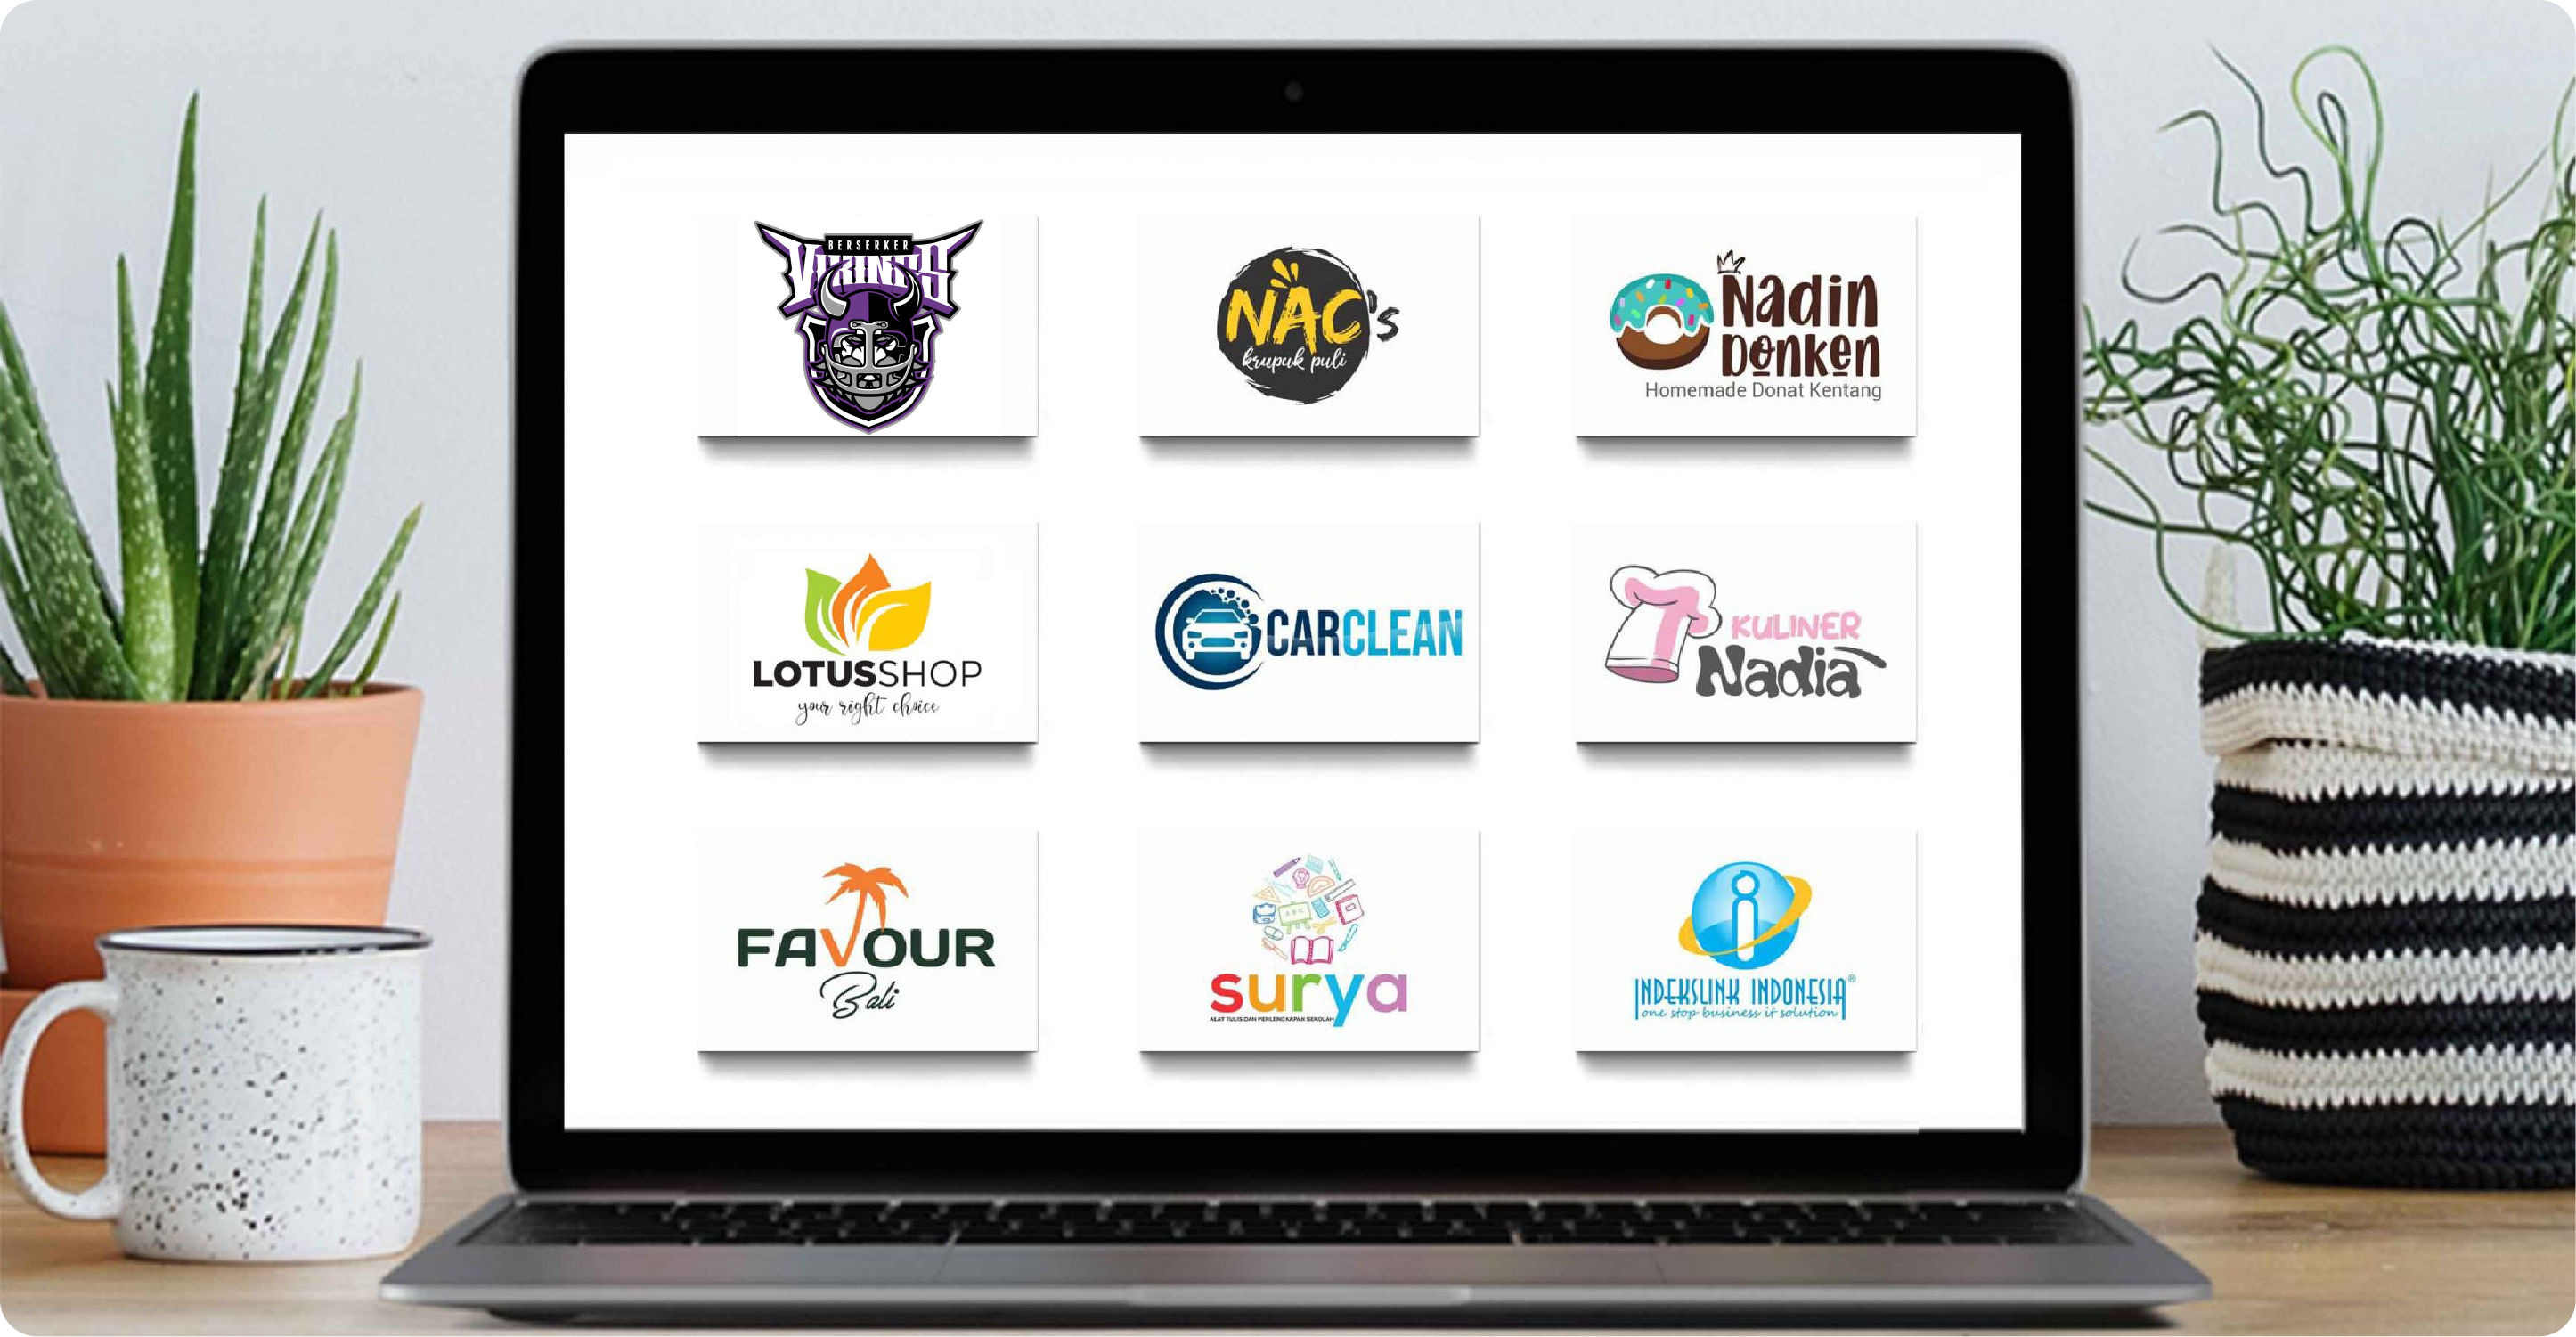 BERSERKER
VIKINGS
NAC's
krupuk puli
Nadin
Donken
Homemade Donat Kentang
LOTUSSHOP
your right choice
CARCLEAN
KULINER
Nadia
FAVOUR
Bali
ABC
surya
ALAT TULIS DAN PERLENGKAPAN SEKOLAH
i
INDEKSLINK INDONESIA®
one stop business it solution